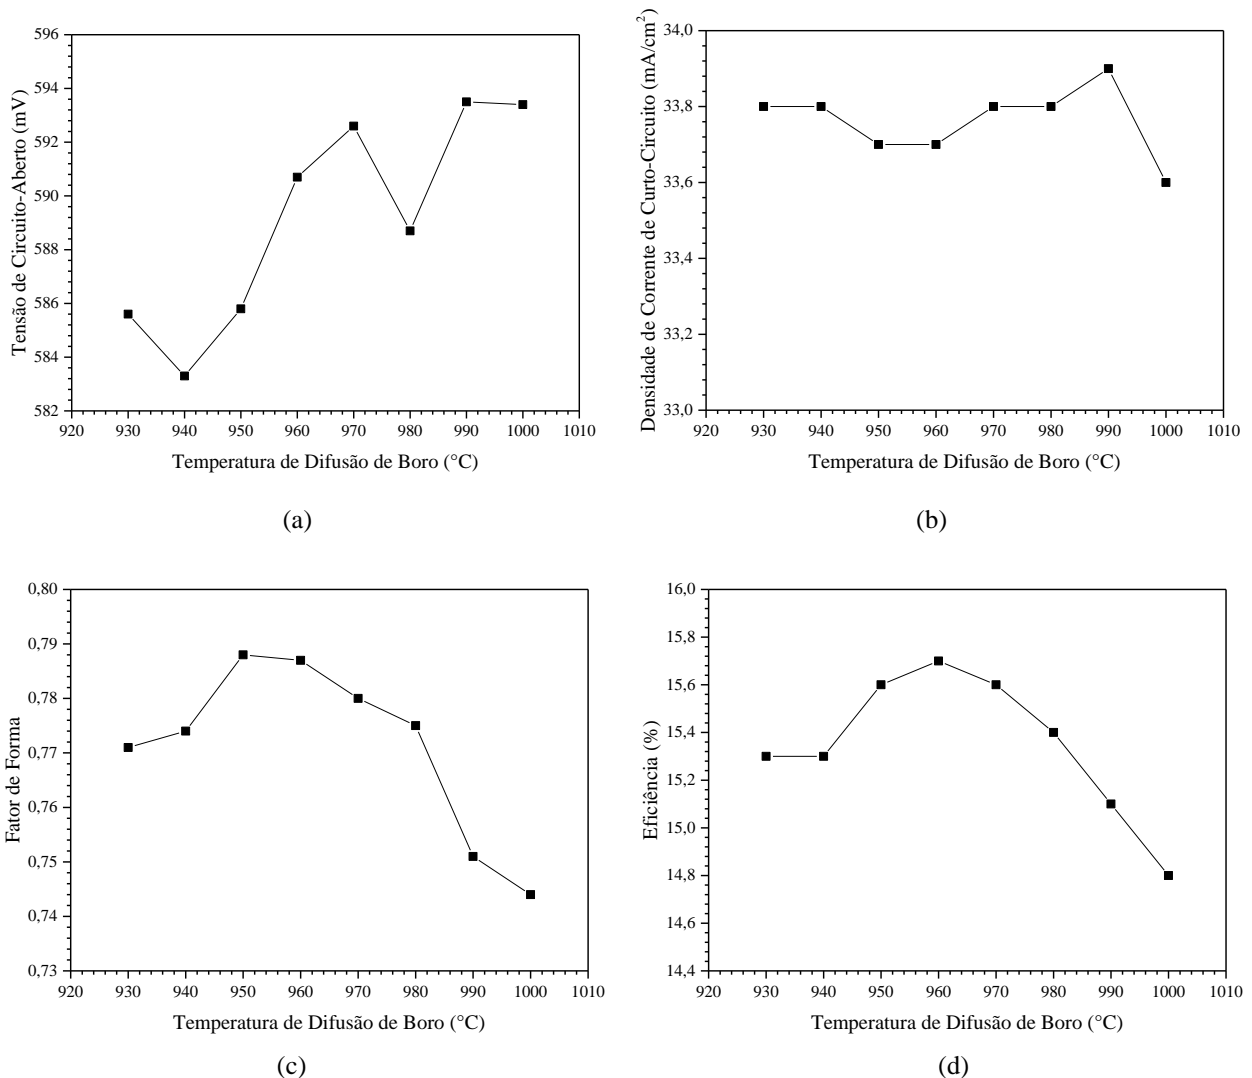 596
594
592
590
588
586
584
582
920 930 940 950 960 970 980 990 1000 1010
Tensão de Circuito-Aberto (mV)
Temperatura de Difusão de Boro (°C)
(a)
34,0
33,8
33,6
33,4
33,2
33,0
920 930 940 950 960 970 980 990 1000 1010
Densidade de Corrente de Curto-Circuito (mA/cm²)
Temperatura de Difusão de Boro (°C)
(b)
0,80
0,79
0,78
0,77
0,76
0,75
0,74
0,73
920 930 940 950 960 970 980 990 1000 1010
Fator de Forma
Temperatura de Difusão de Boro (°C)
(c)
16,0
15,8
15,6
15,4
15,2
15,0
14,8
14,6
14,4
920 930 940 950 960 970 980 990 1000 1010
Eficiência (%)
Temperatura de Difusão de Boro (°C)
(d)